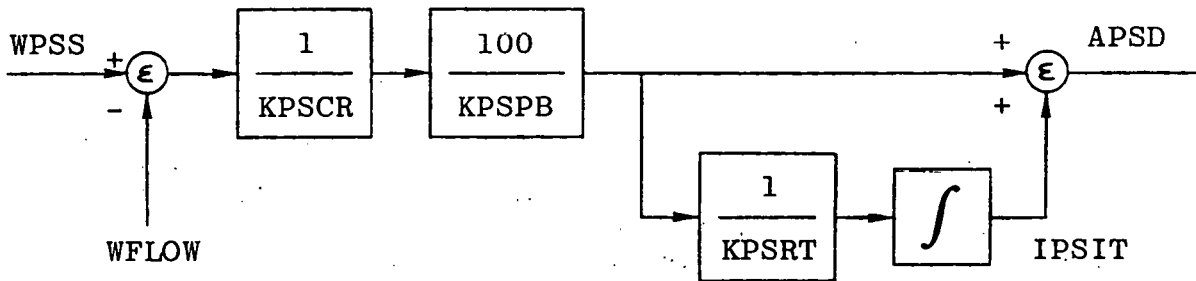 WPSS
+
ε
-
WFLOW
1
KPSCR
100
KPSPB
1
KPSRT
∫
IPSIT
+
+
ε
APSD